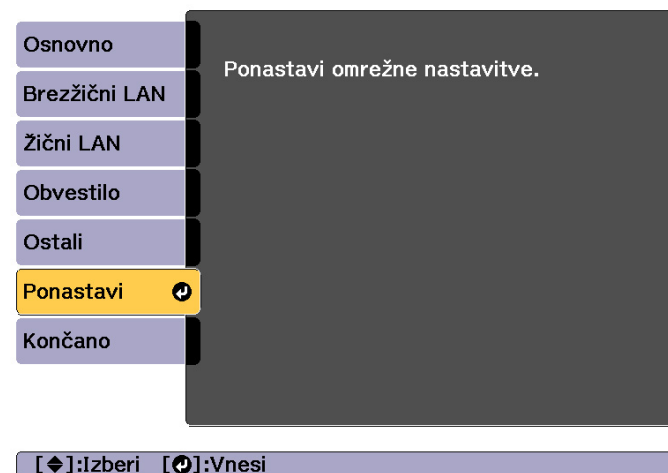 Osnovno
Brezžični LAN
Žični LAN
Obvestilo
Ostali
Ponastavi
Končano
Ponastavi omrežne nastavitve.
[◆]:Izberi [↵]:Vnesi